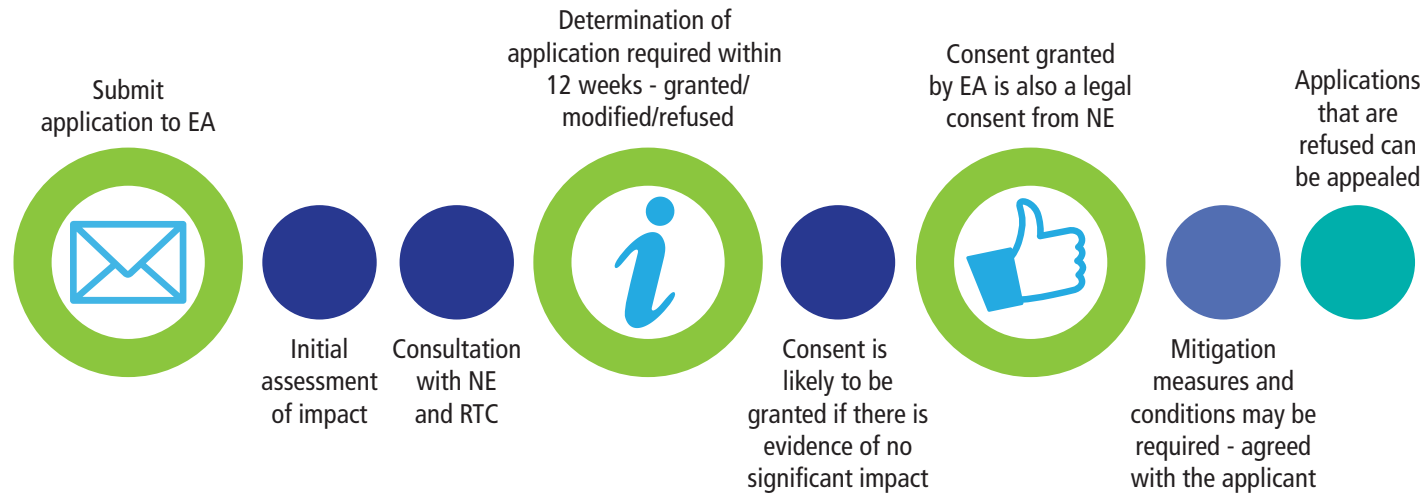 Submit
application to EA
Initial
assessment
of impact
Consultation
with NE
and RTC
Determination of
application required within
12 weeks - granted/
modified/refused
Consent is
likely to be
granted if there is
evidence of no
significant impact
Consent granted
by EA is also a legal
consent from NE
Mitigation
measures and
conditions may be
required - agreed
with the applicant
Applications
that are
refused can
be appealed